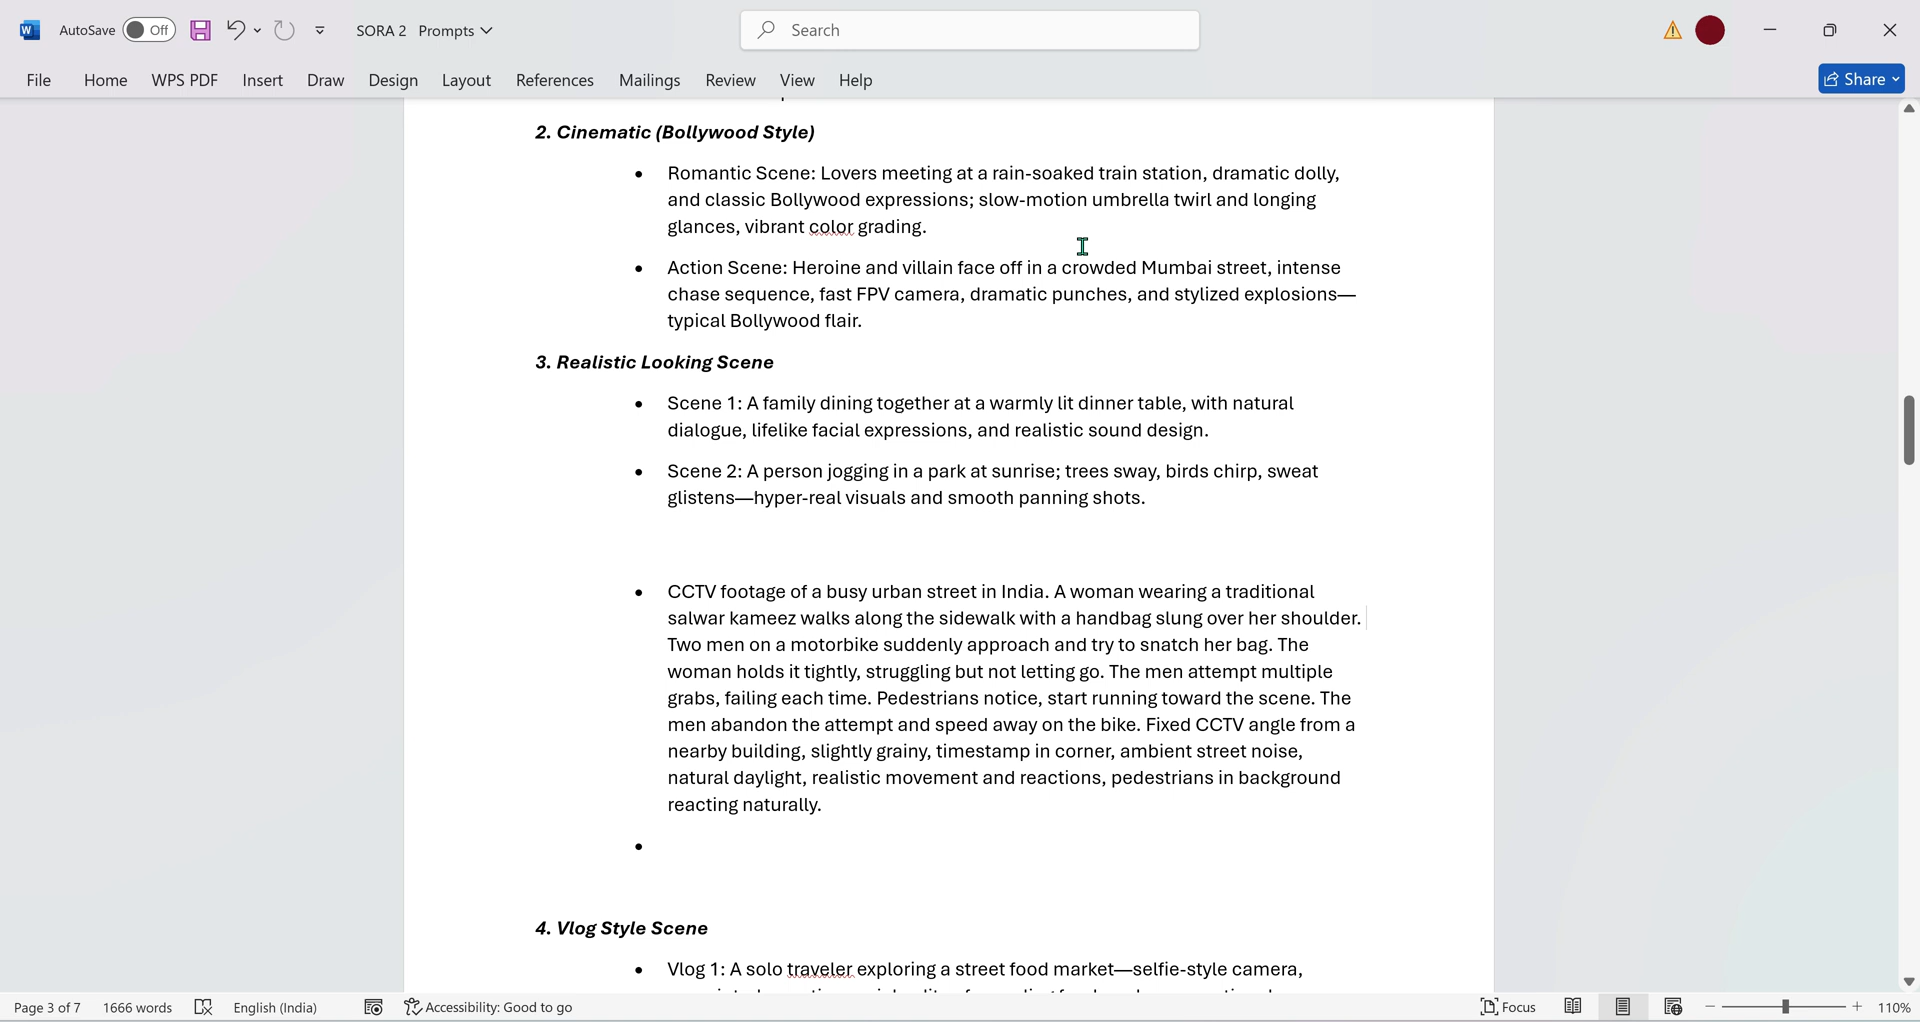 AutoSave Off SORA 2 Prompts Search
File Home WPS PDF Insert Draw Design Layout References Mailings Review View Help Share
2. Cinematic (Bollywood Style)
• Romantic Scene: Lovers meeting at a rain-soaked train station, dramatic dolly,
and classic Bollywood expressions; slow-motion umbrella twirl and longing
glances, vibrant color grading.
• Action Scene: Heroine and villain face off in a crowded Mumbai street, intense
chase sequence, fast FPV camera, dramatic punches, and stylized explosions—
typical Bollywood flair.
3. Realistic Looking Scene
• Scene 1: A family dining together at a warmly lit dinner table, with natural
dialogue, lifelike facial expressions, and realistic sound design.
• Scene 2: A person jogging in a park at sunrise; trees sway, birds chirp, sweat
glistens—hyper-real visuals and smooth panning shots.
• CCTV footage of a busy urban street in India. A woman wearing a traditional
salwar kameez walks along the sidewalk with a handbag slung over her shoulder.
Two men on a motorbike suddenly approach and try to snatch her bag. The
woman holds it tightly, struggling but not letting go. The men attempt multiple
grabs, failing each time. Pedestrians notice, start running toward the scene. The
men abandon the attempt and speed away on the bike. Fixed CCTV angle from a
nearby building, slightly grainy, timestamp in corner, ambient street noise,
natural daylight, realistic movement and reactions, pedestrians in background
reacting naturally.
•
4. Vlog Style Scene
• Vlog 1: A solo traveler exploring a street food market—selfie-style camera,
Page 3 of 7 1666 words English (India) Accessibility: Good to go Focus 110%